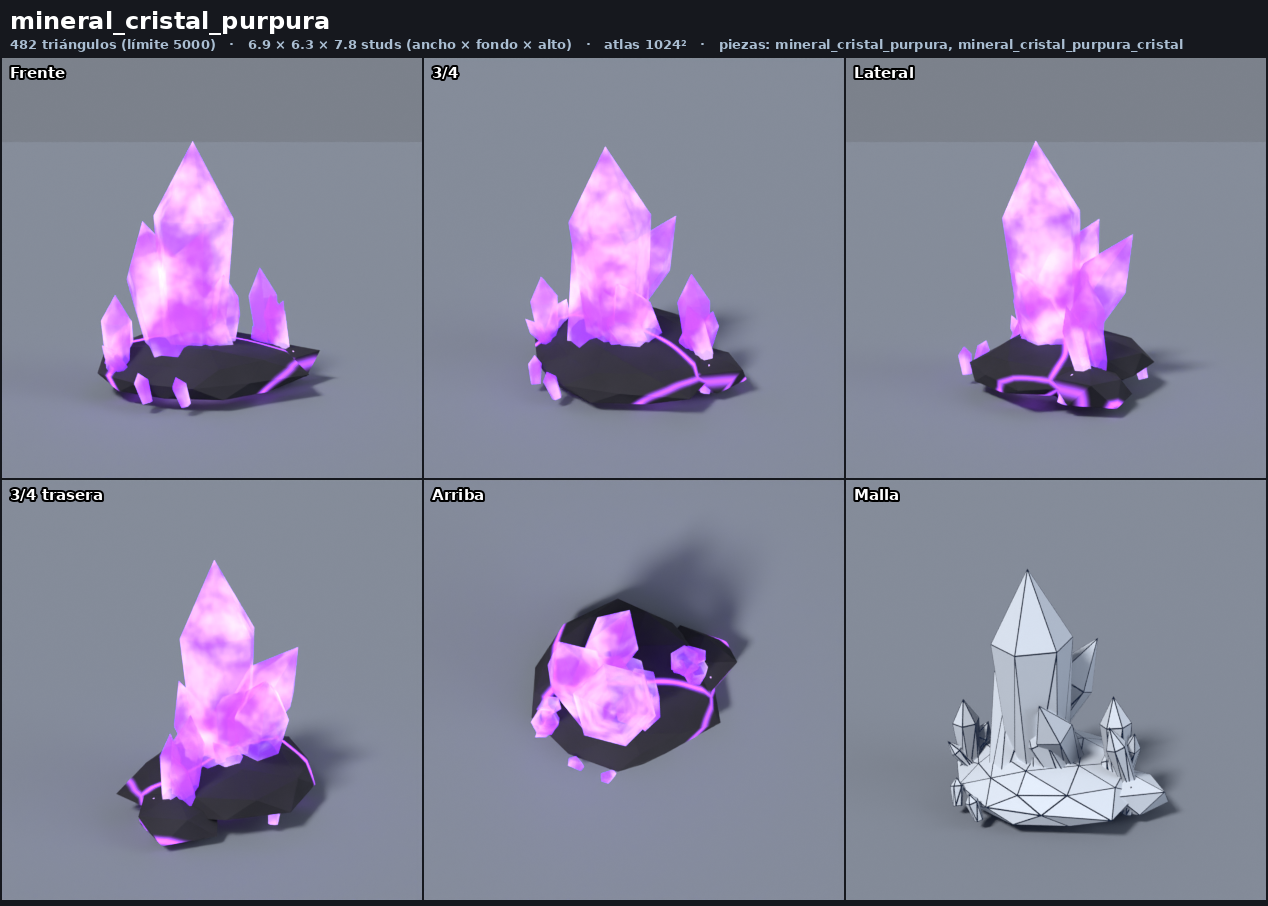 mineral_cristal_purpura
482 triángulos (límite 5000) · 6.9 × 6.3 × 7.8 studs (ancho × fondo × alto) · atlas 1024² · piezas: mineral_cristal_purpura, mineral_cristal_purpura_cristal
Frente
3/4
Lateral
3/4 trasera
Arriba
Malla